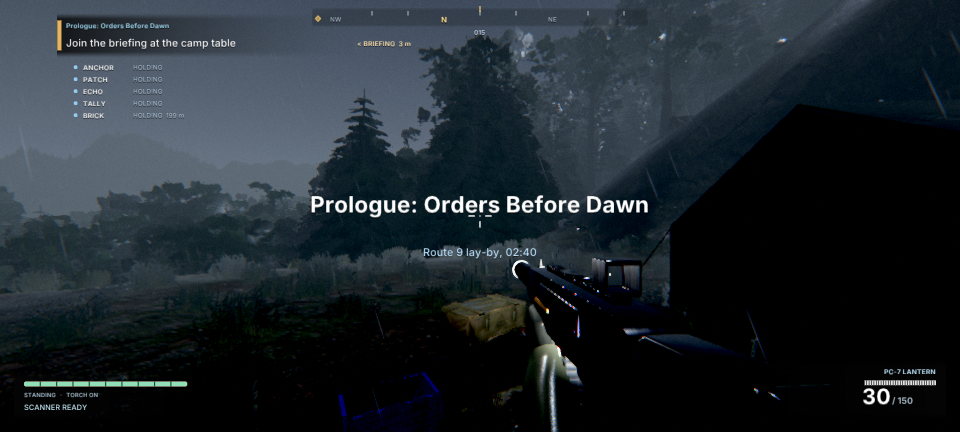 Prologue: Orders Before Dawn
Join the briefing at the camp table
ANCHOR HOLDING
PATCH HOLDING
ECHO HOLDING
TALLY HOLDING
BRICK HOLDING 199 m
NW N NE
015
< BRIEFING 3 m
Prologue: Orders Before Dawn
Route 9 lay-by, 02:40
STANDING · TORCH ON
SCANNER READY
PC-7 LANTERN
30 / 150